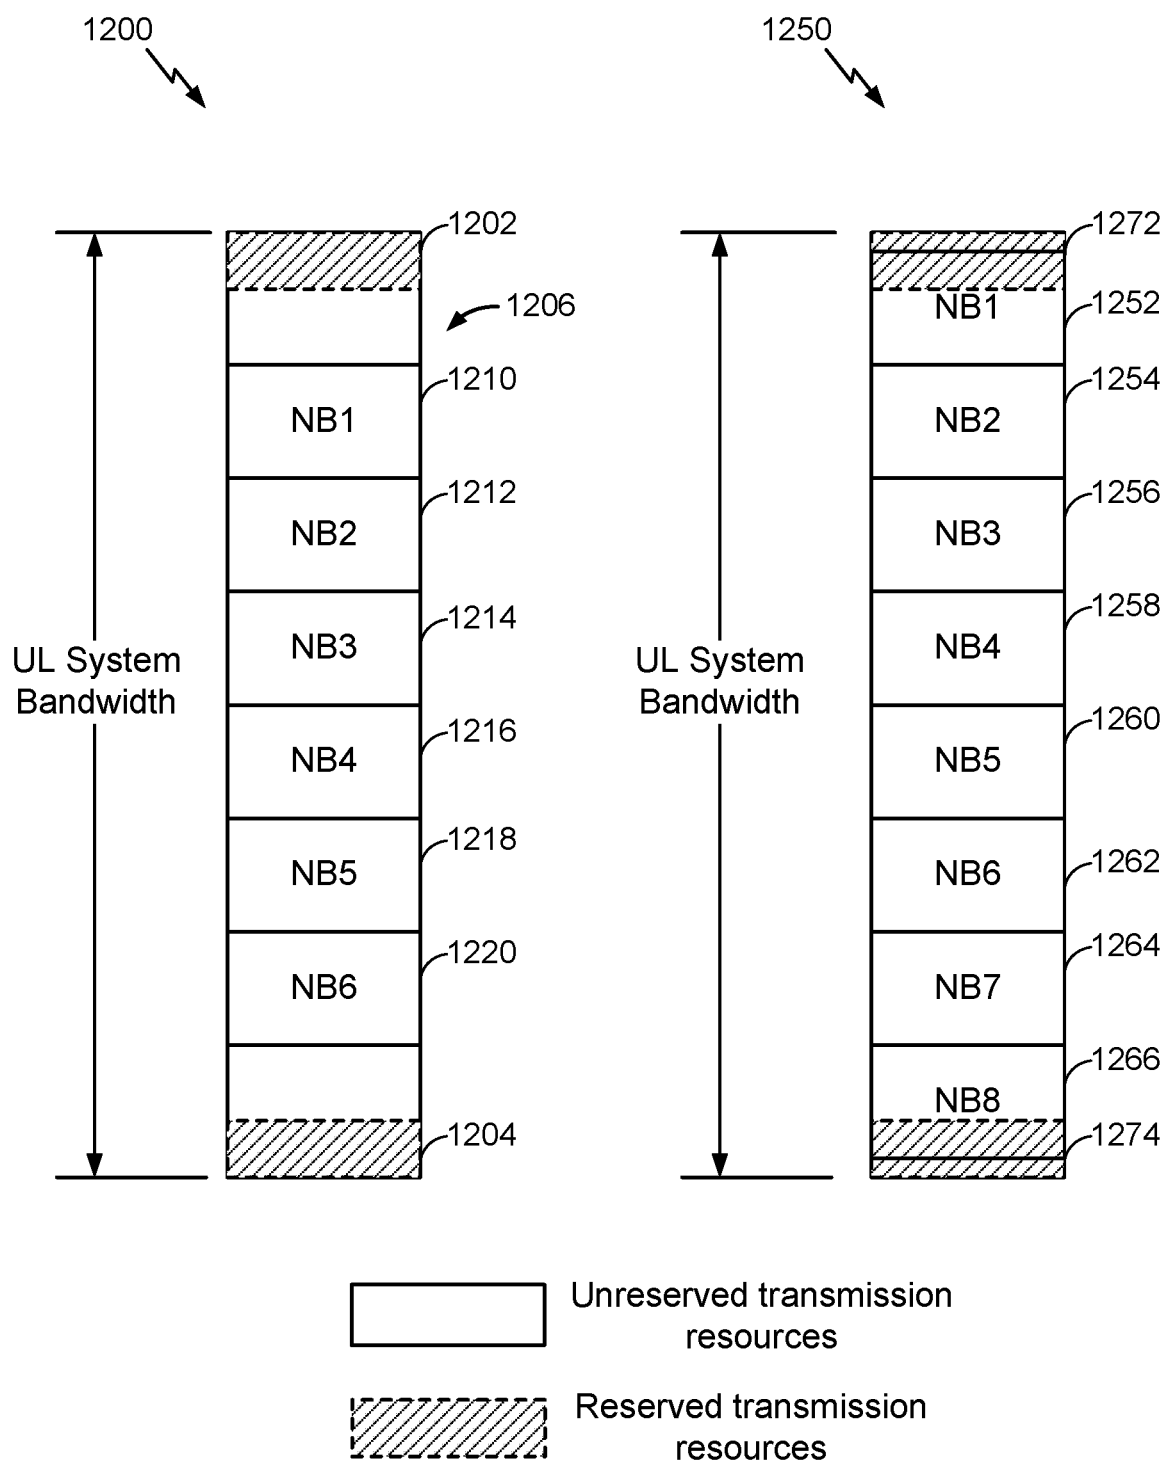 1200
1250
1202
1206
1210
NB1
1212
NB2
1214
NB3
UL System
Bandwidth
1216
NB4
1218
NB5
1220
NB6
1204
1272
NB1
1252
1254
NB2
1256
NB3
1258
NB4
UL System
Bandwidth
1260
NB5
1262
NB6
1264
NB7
1266
NB8
1274
Unreserved transmission
resources
Reserved transmission
resources